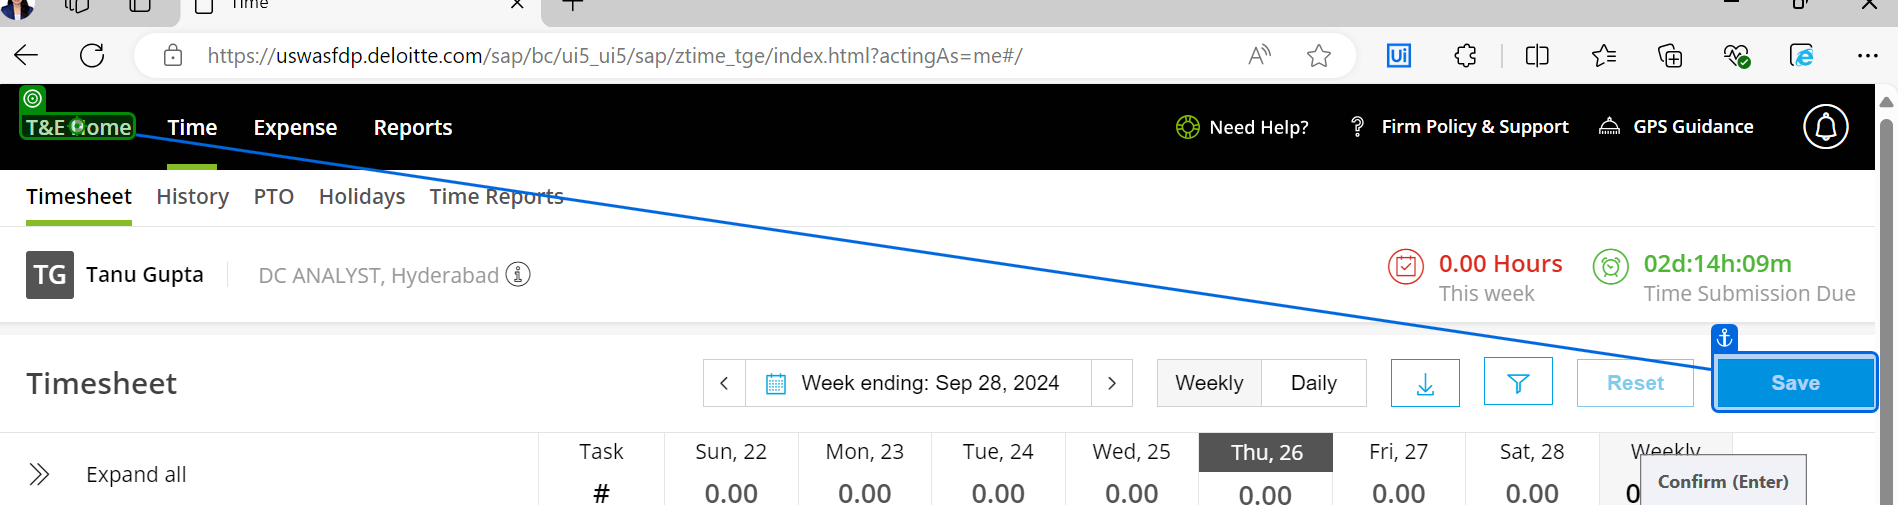 Time
https://uswasfdp.deloitte.com/sap/bc/ui5_ui5/sap/ztime_tge/index.html?actingAs=me#/
T&E Home Time Expense Reports Need Help? Firm Policy & Support GPS Guidance
Timesheet History PTO Holidays Time Reports
TG Tanu Gupta DC ANALYST, Hyderabad 0.00 Hours 02d:14h:09m
This week Time Submission Due
Timesheet Week ending: Sep 28, 2024 Weekly Daily Reset Save
Expand all Task Sun, 22 Mon, 23 Tue, 24 Wed, 25 Thu, 26 Fri, 27 Sat, 28 Weekly
# 0.00 0.00 0.00 0.00 0.00 0.00 0.00
Confirm (Enter)